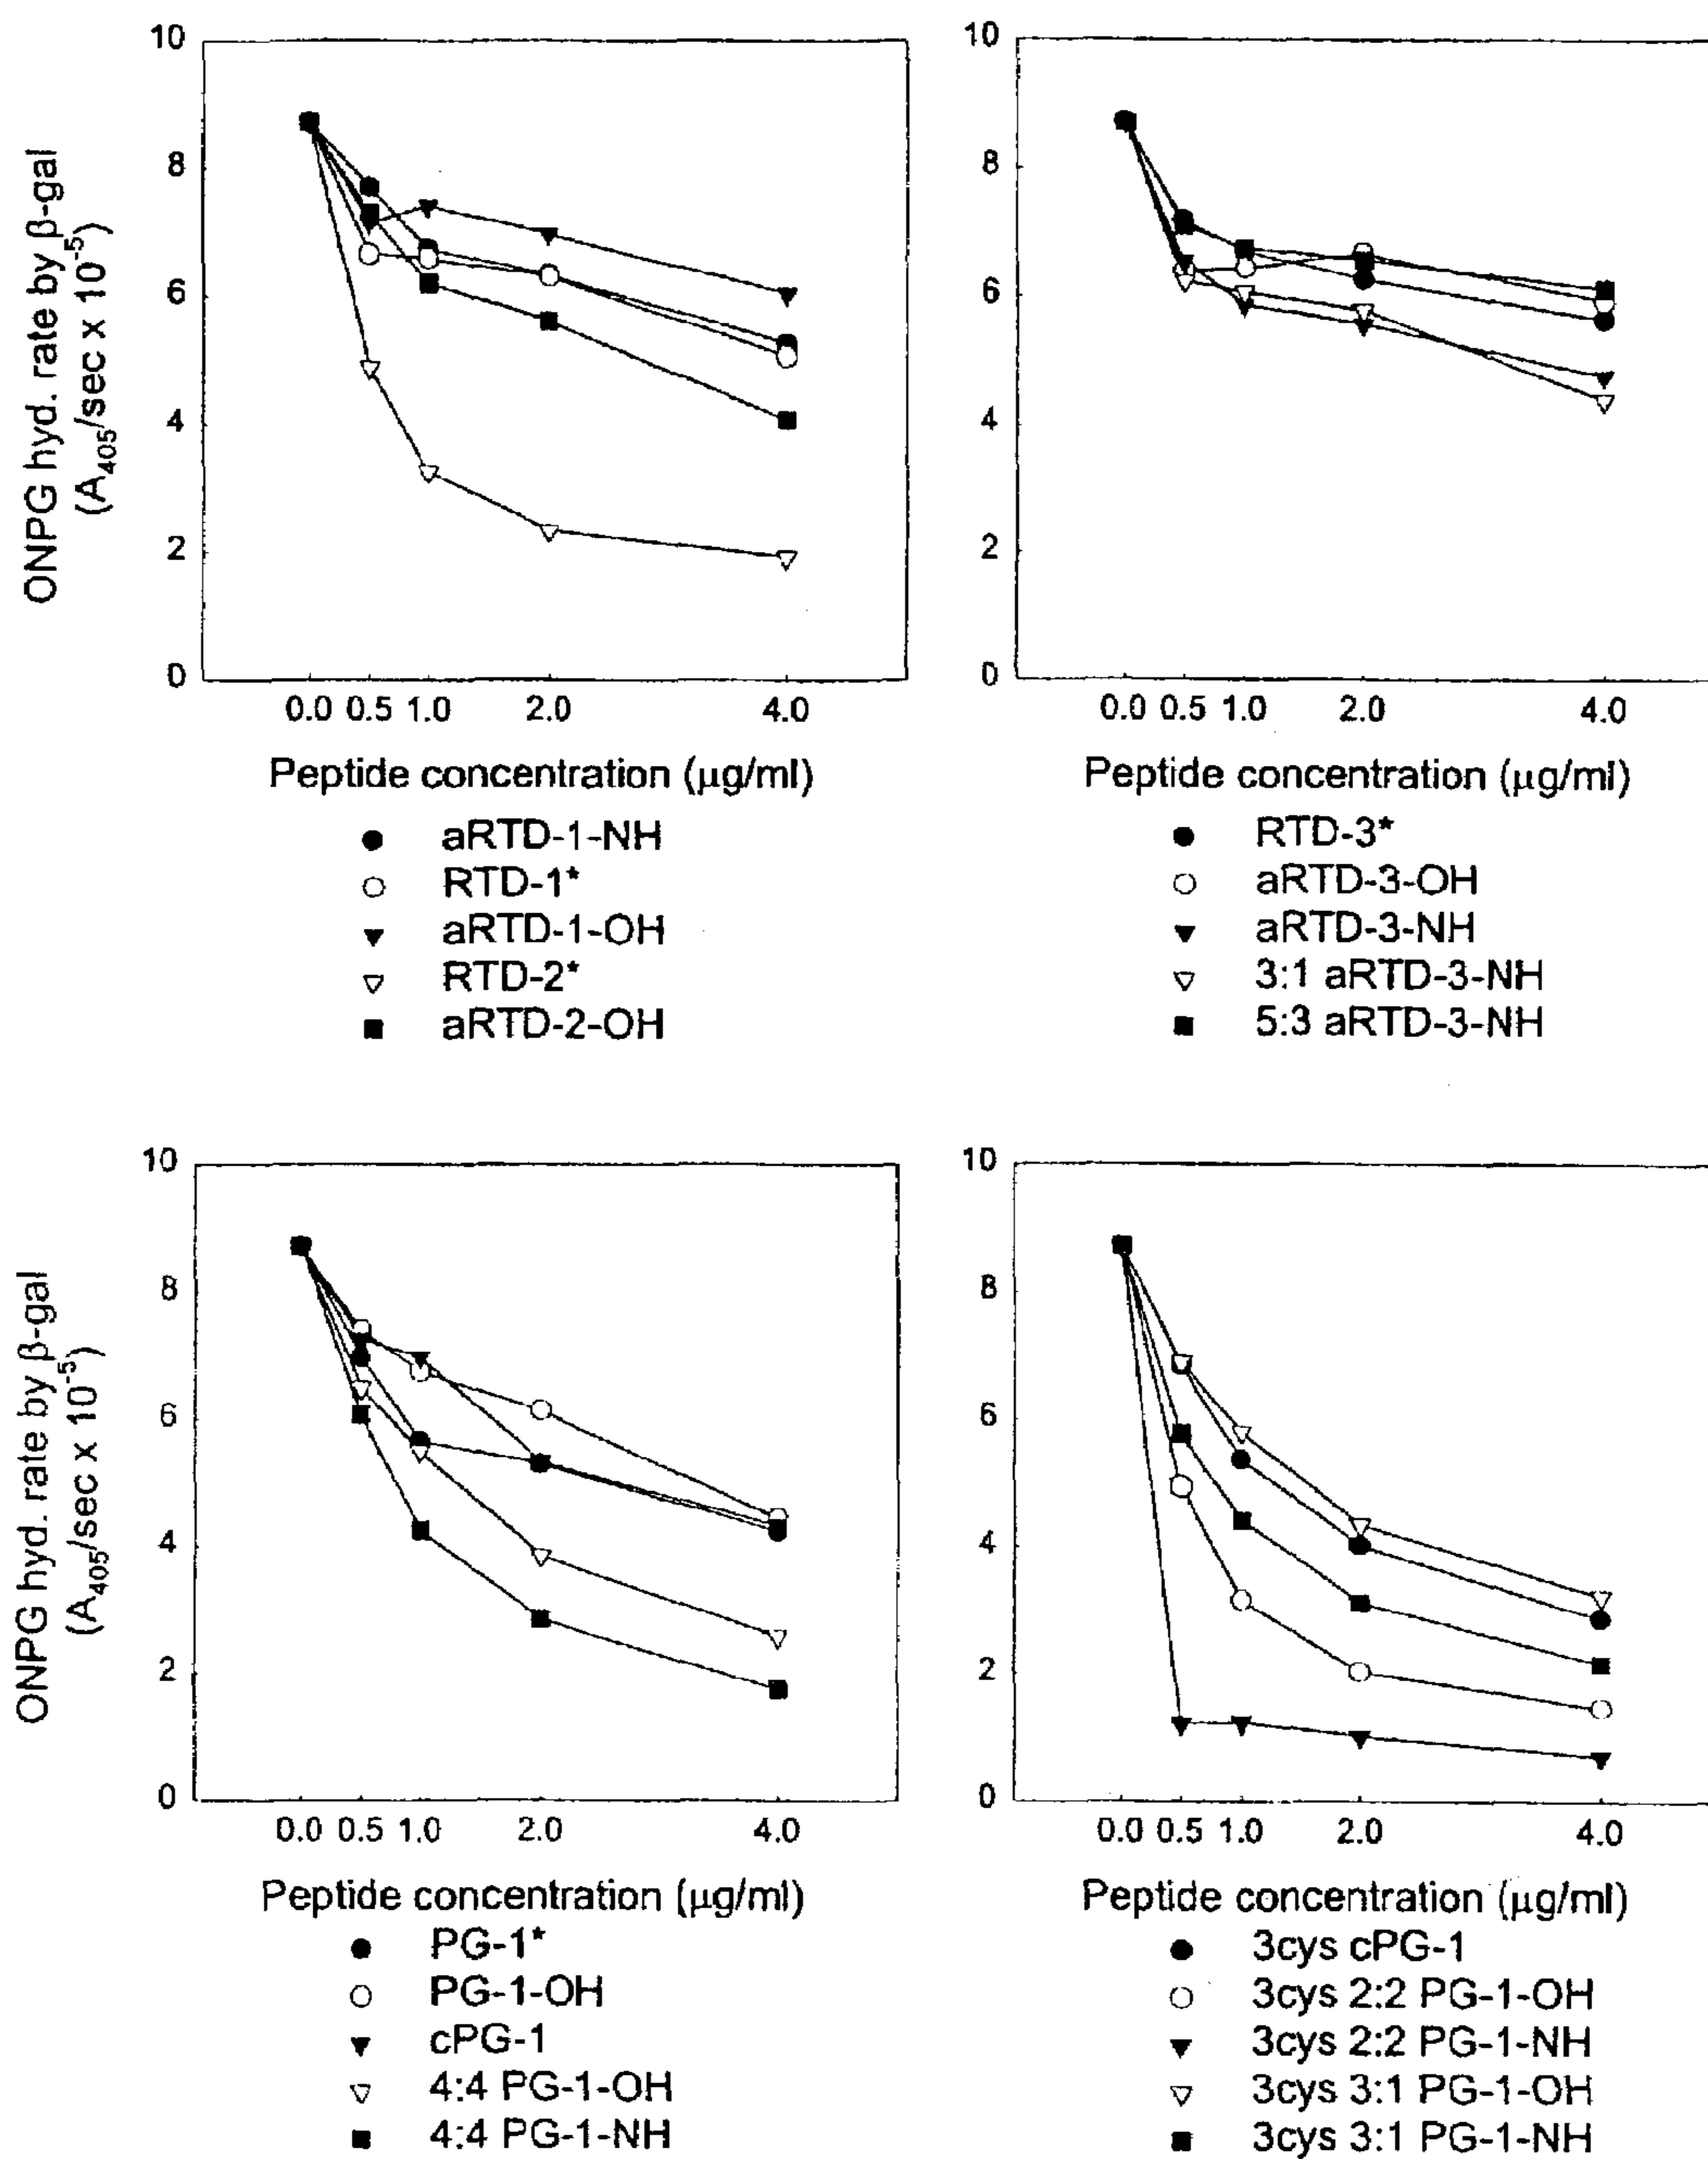 ONPG hyd. rate by β-gal
(A405/sec x 10-5)
10
8
6
4
2
0
0.0 0.5 1.0 2.0 4.0
Peptide concentration (μg/ml)
aRTD-1-NH
RTD-1*
aRTD-1-OH
RTD-2*
aRTD-2-OH
10
8
6
4
2
0
0.0 0.5 1.0 2.0 4.0
Peptide concentration (μg/ml)
RTD-3*
aRTD-3-OH
aRTD-3-NH
3:1 aRTD-3-NH
5:3 aRTD-3-NH
ONPG hyd. rate by β-gal
(A405/sec x 10-5)
10
8
6
4
2
0
0.0 0.5 1.0 2.0 4.0
Peptide concentration (μg/ml)
PG-1*
PG-1-OH
cPG-1
4:4 PG-1-OH
4:4 PG-1-NH
10
8
6
4
2
0
0.0 0.5 1.0 2.0 4.0
Peptide concentration (μg/ml)
3cys cPG-1
3cys 2:2 PG-1-OH
3cys 2:2 PG-1-NH
3cys 3:1 PG-1-OH
3cys 3:1 PG-1-NH